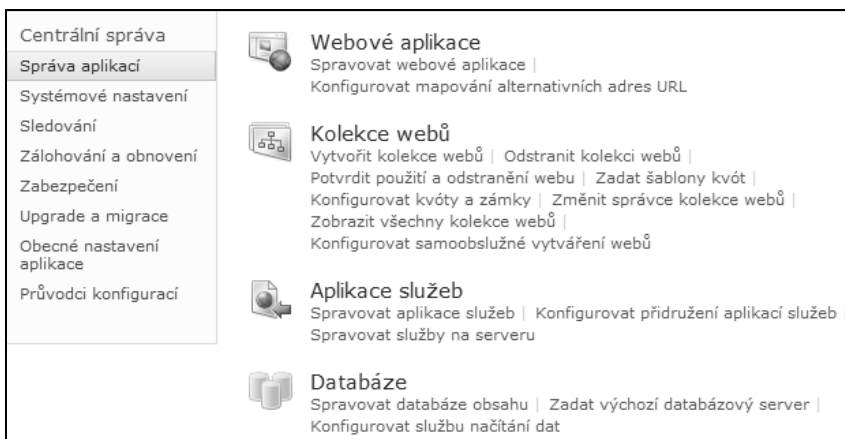 Centrální správa
Správa aplikací
Systémové nastavení
Sledování
Zálohování a obnovení
Zabezpečení
Upgrade a migrace
Obecné nastavení
aplikace
Průvodci konfigurací
Webové aplikace
Spravovat webové aplikace |
Konfigurovat mapování alternativních adres URL
Kolekce webů
Vytvořit kolekce webů | Odstranit kolekci webů |
Potvrdit použití a odstranění webu | Zadat šablony kvót |
Konfigurovat kvóty a zámky | Změnit správce kolekce webů |
Zobrazit všechny kolekce webů |
Konfigurovat samoobslužné vytváření webů
Aplikace služeb
Spravovat aplikace služeb | Konfigurovat přidružení aplikací služeb |
Spravovat služby na serveru
Databáze
Spravovat databáze obsahu | Zadat výchozí databázový server |
Konfigurovat službu načítání dat